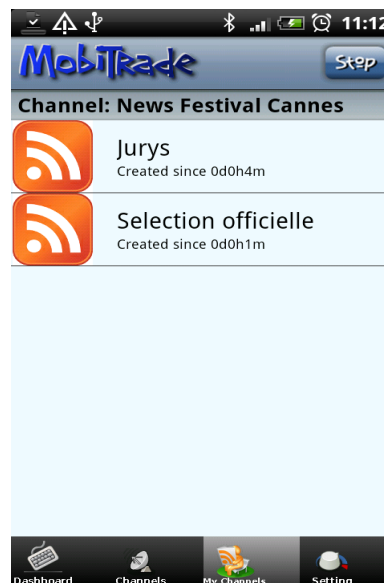 11:12
MobiTrade
Stop
Channel: News Festival Cannes
Jurys
Created since 0d0h4m
Selection officielle
Created since 0d0h1m
Dashboard Channels My Channels Setting